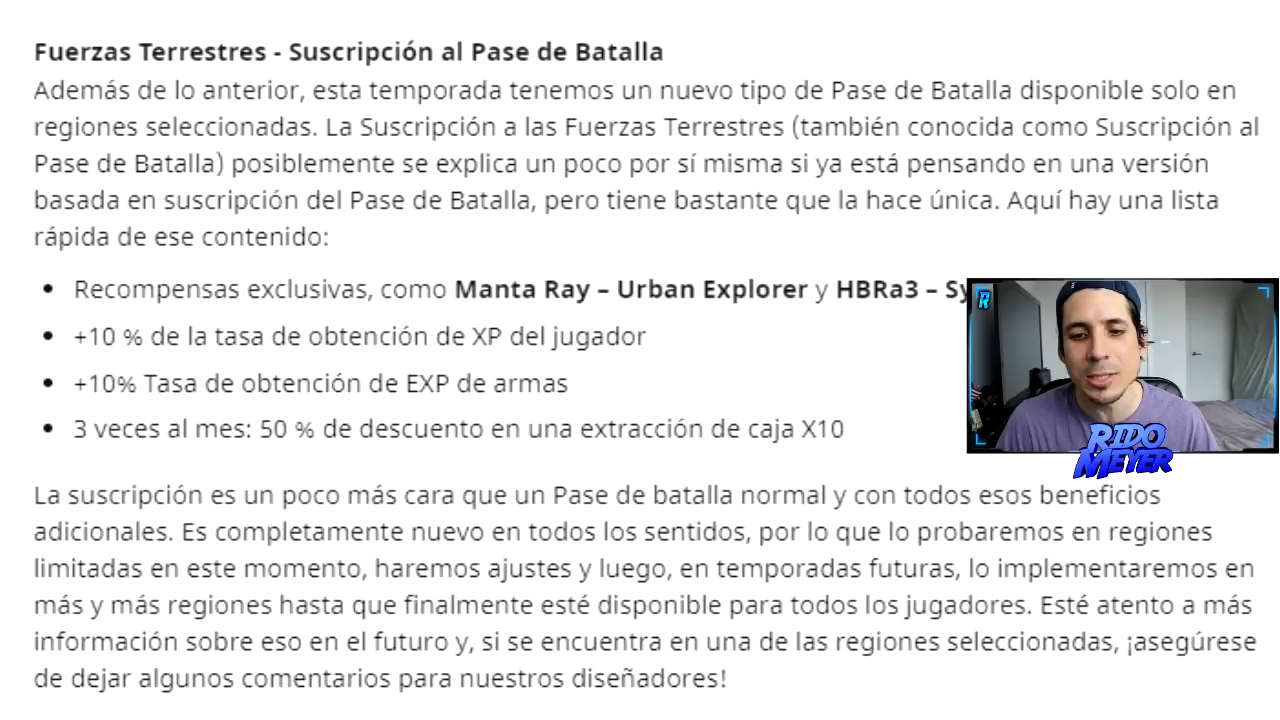 Fuerzas Terrestres - Suscripción al Pase de Batalla
Además de lo anterior, esta temporada tenemos un nuevo tipo de Pase de Batalla disponible solo en
regiones seleccionadas. La Suscripción a las Fuerzas Terrestres (también conocida como Suscripción al
Pase de Batalla) posiblemente se explica un poco por sí misma si ya está pensando en una versión
basada en suscripción del Pase de Batalla, pero tiene bastante que la hace única. Aquí hay una lista
rápida de ese contenido:
• Recompensas exclusivas, como Manta Ray – Urban Explorer y HBRa3 –
• +10 % de la tasa de obtención de XP del jugador
• +10% Tasa de obtención de EXP de armas
• 3 veces al mes: 50 % de descuento en una extracción de caja X10
R
RIDO
MEYER
La suscripción es un poco más cara que un Pase de batalla normal y con todos esos beneficios
adicionales. Es completamente nuevo en todos los sentidos, por lo que lo probaremos en regiones
limitadas en este momento, haremos ajustes y luego, en temporadas futuras, lo implementaremos en
más y más regiones hasta que finalmente esté disponible para todos los jugadores. Esté atento a más
información sobre eso en el futuro y, si se encuentra en una de las regiones seleccionadas, ¡asegúrese
de dejar algunos comentarios para nuestros diseñadores!